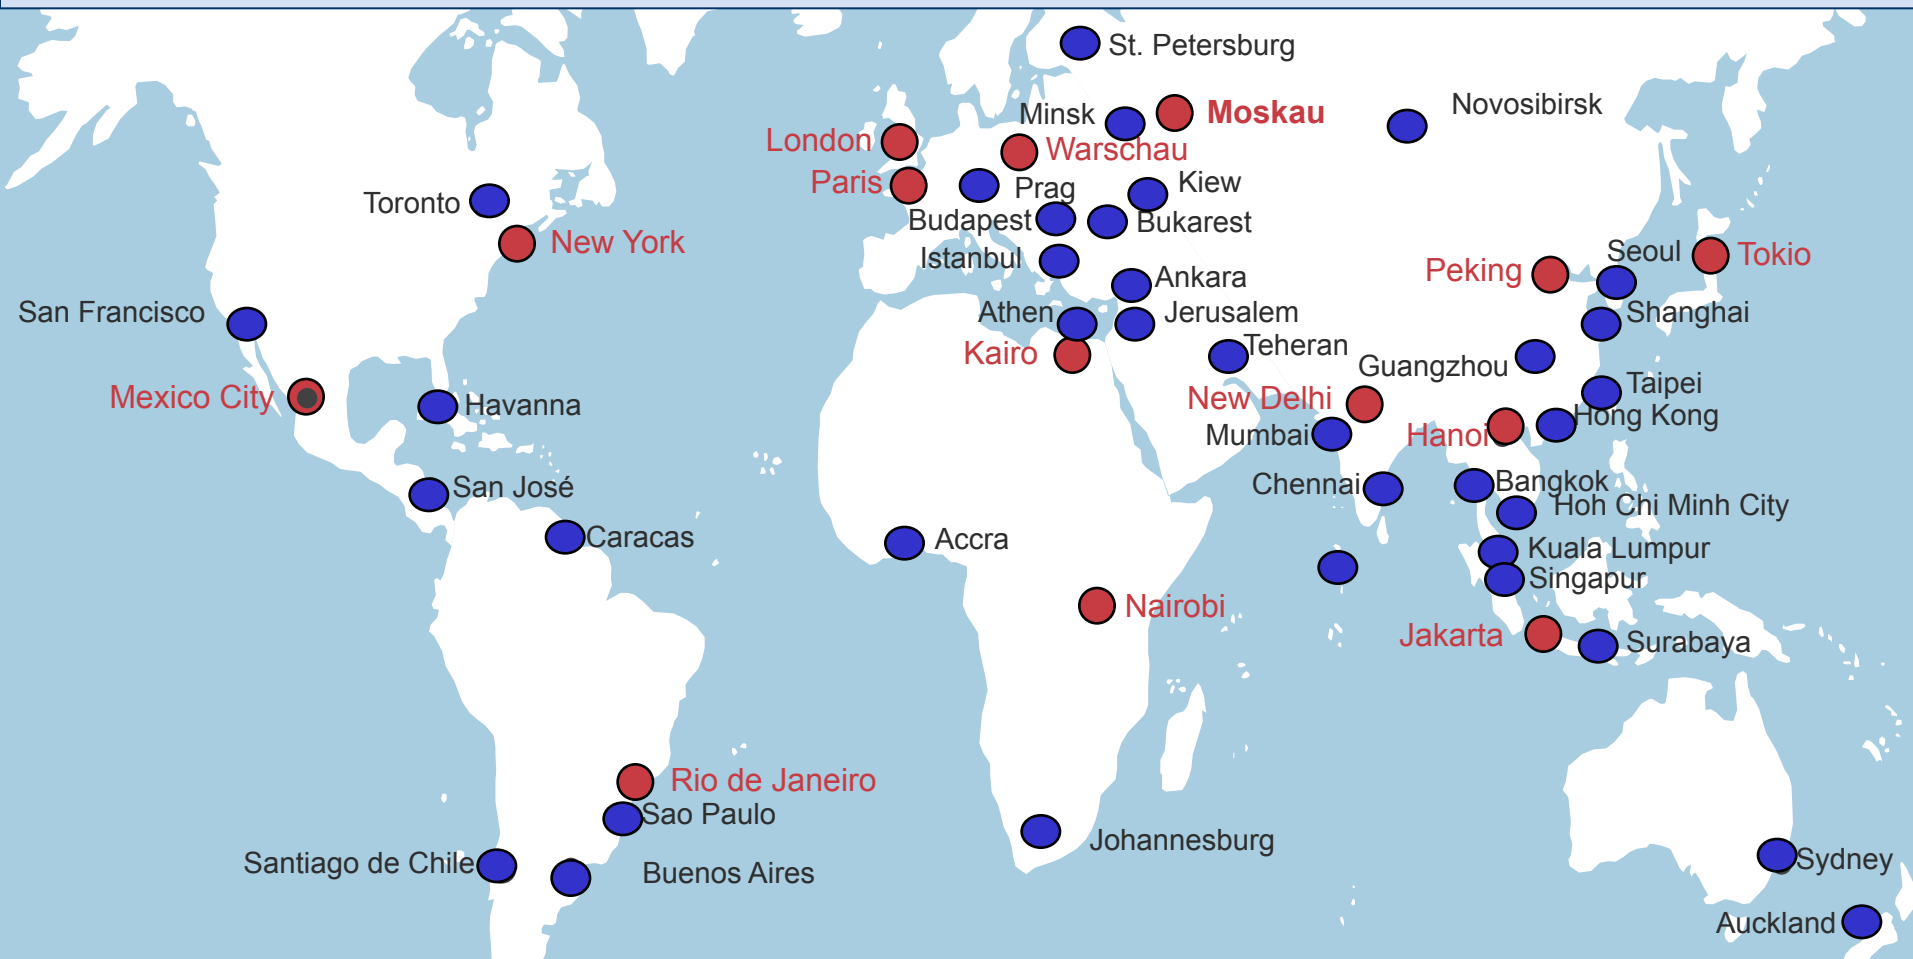 St. Petersburg
Novosibirsk
Minsk
Moskau
London
Warschau
Paris
Prag
Kiew
Toronto
Budapest
Bukarest
New York
Istanbul
Seoul
Tokio
Peking
Ankara
San Francisco
Athen
Jerusalem
Shanghai
Kairo
Teheran
Guangzhou
Mexico City
Havanna
New Delhi
Taipei
Hong Kong
Mumbai
Hanoi
San José
Chennai
Bangkok
Hoh Chi Minh City
Caracas
Accra
Kuala Lumpur
Singapur
Nairobi
Jakarta
Surabaya
Rio de Janeiro
Sao Paulo
Johannesburg
Santiago de Chile
Buenos Aires
Sydney
Auckland